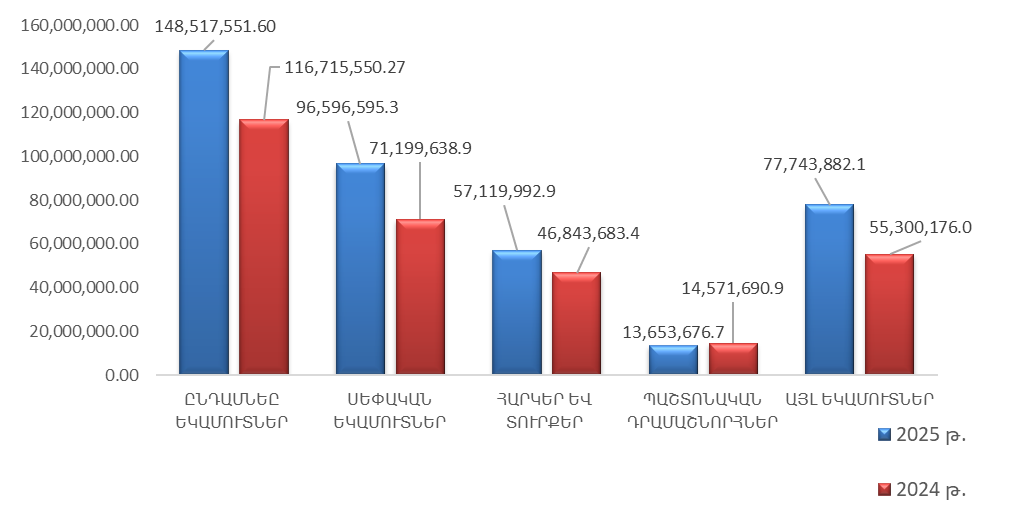 160,000,000.00
140,000,000.00
120,000,000.00
100,000,000.00
80,000,000.00
60,000,000.00
40,000,000.00
20,000,000.00
0.00
148,517,551.60
116,715,550.27
96,596,595.3
71,199,638.9
57,119,992.9
46,843,683.4
13,653,676.7
14,571,690.9
77,743,882.1
55,300,176.0
ԸՆԴԱՄՆԵԸ
ԵԿԱՄՈՒՏՆԵՐ
ՍԵՓԱԿԱՆ
ԵԿԱՄՈՒՏՆԵՐ
ՀԱՐԿԵՐ ԵՎ
ՏՈՒՐՔԵՐ
ՊԱՇՏՈՆԱԿԱՆ
ԴՐԱՄԱՇՆՈՐՀՆԵՐ
ԱՅԼ ԵԿԱՄՈՒՏՆԵՐ
2025 թ.
2024 թ.